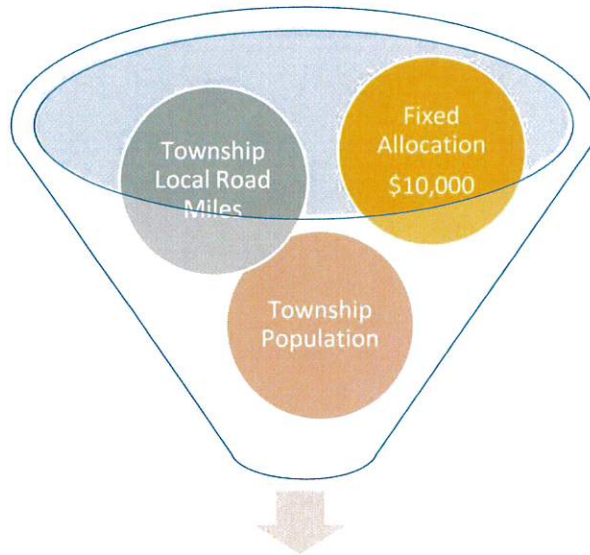 Township
Local Road
Miles
Fixed
Allocation
$10,000
Township
Population